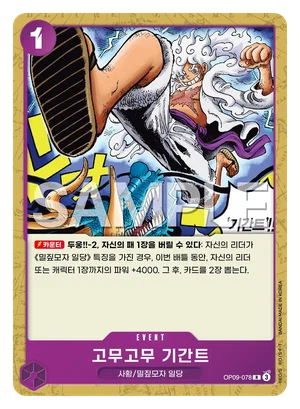 1
SAMPLE
'기간트'!!
⚡카운터 두웅!!-2, 자신의 패 1장을 버릴 수 있다: 자신의 리더가
《밀짚모자 일당》 특징을 가진 경우, 이번 배틀 동안, 자신의 리더
또는 캐릭터 1장까지의 파워 +4000. 그 후, 카드를 2장 뽑는다.
EVENT
고무고무 기간트
사황/밀짚모자 일당
OP09-078 R 3